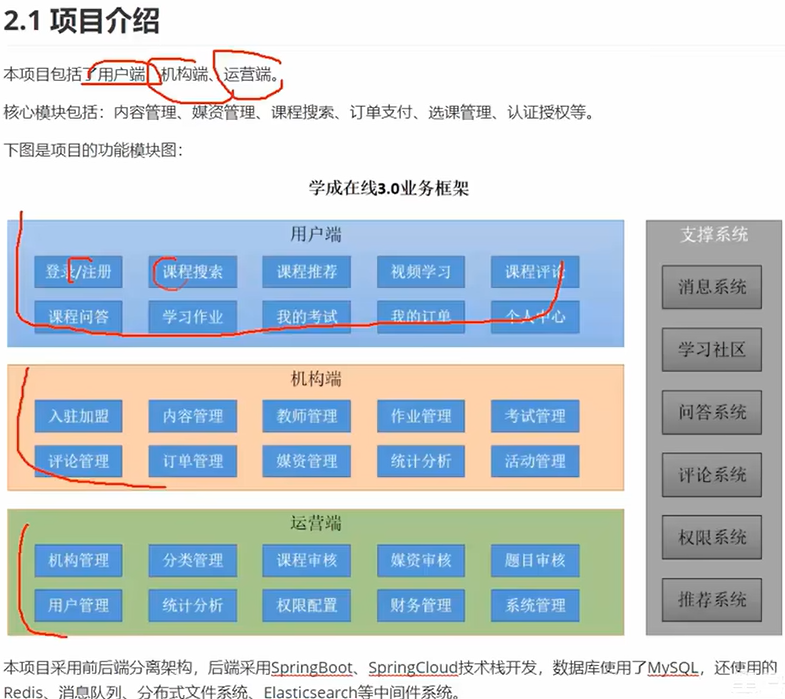 2.1 项目介绍
本项目包括了用户端、机构端、运营端。
核心模块包括：内容管理、媒资管理、课程搜索、订单支付、选课管理、认证授权等。
下图是项目的功能模块图：
学成在线3.0业务框架
用户端
登录/注册 课程搜索 课程推荐 视频学习 课程评论
课程问答 学习作业 我的考试 我的订单 个人中心
机构端
入驻加盟 内容管理 教师管理 作业管理 考试管理
评论管理 订单管理 媒资管理 统计分析 活动管理
运营端
机构管理 分类管理 课程审核 媒资审核 题目审核
用户管理 统计分析 权限配置 财务管理 系统管理
支撑系统
消息系统
学习社区
问答系统
评论系统
权限系统
推荐系统
本项目采用前后端分离架构，后端采用SpringBoot、SpringCloud技术栈开发，数据库使用了MySQL，还使用的
Redis、消息队列、分布式文件系统、Elasticsearch等中间件系统。